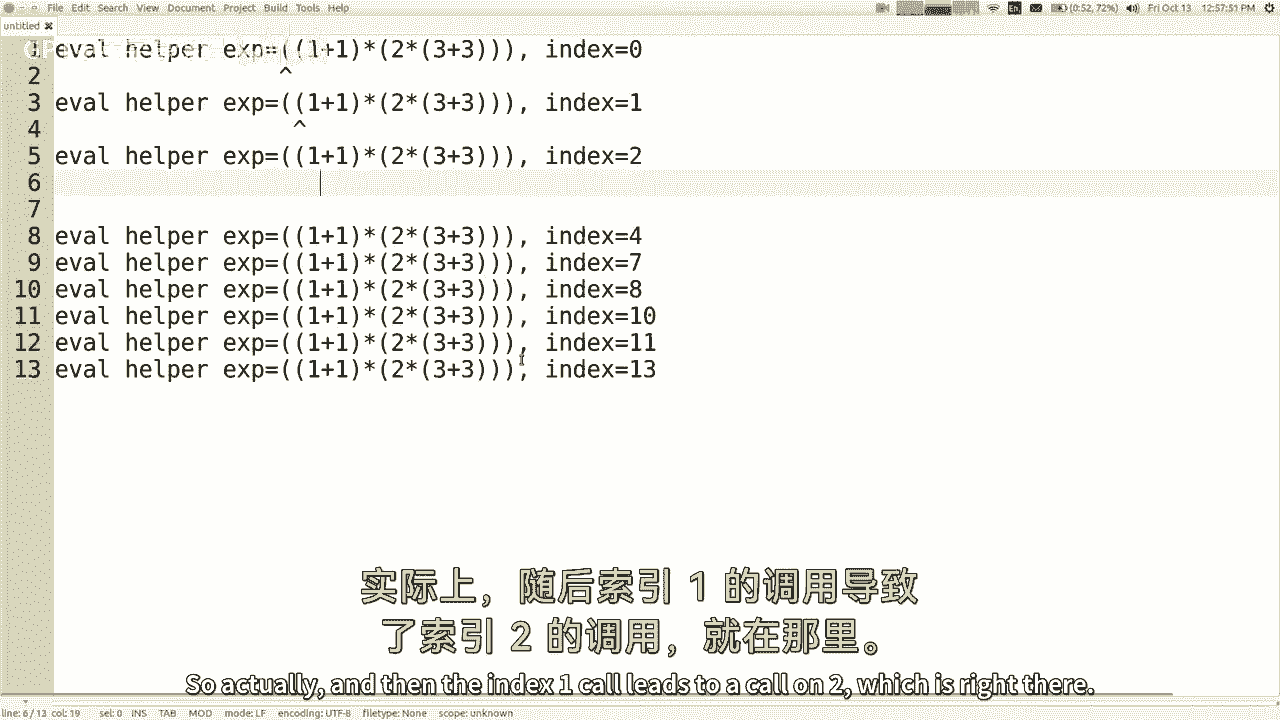 File Edit Search View Document Project Build Tools Help
En (0:52, 72%) Fri Oct 13 12:57:51 PM
untitled
1 eval helper exp=((1+1)*(2*(3+3))), index=0
2 ^
3 eval helper exp=((1+1)*(2*(3+3))), index=1
4 ^
5 eval helper exp=((1+1)*(2*(3+3))), index=2
6
7
8 eval helper exp=((1+1)*(2*(3+3))), index=4
9 eval helper exp=((1+1)*(2*(3+3))), index=7
10 eval helper exp=((1+1)*(2*(3+3))), index=8
11 eval helper exp=((1+1)*(2*(3+3))), index=10
12 eval helper exp=((1+1)*(2*(3+3))), index=11
13 eval helper exp=((1+1)*(2*(3+3))), index=13
实际上，随后索引 1 的调用导致
了索引 2 的调用，就在那里。
So actually, and then the index 1 call leads to a call on 2, which is right there.
line: 6 / 13 col: 19 sel: 0 INS TAB MOD mode: LF encoding: UTF-8 filetype: None scope: unknown